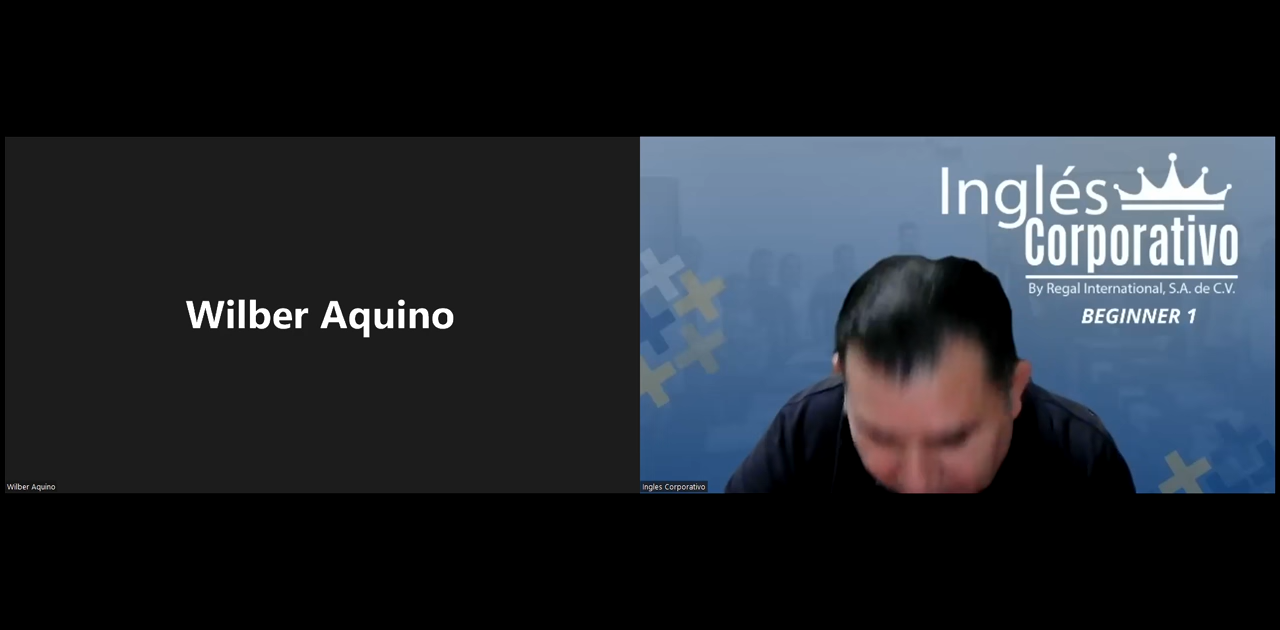 Wilber Aquino
Wilber Aquino
Inglés
Corporativo
By Regal International, S.A. de C.V.
BEGINNER 1
Ingles Corporativo